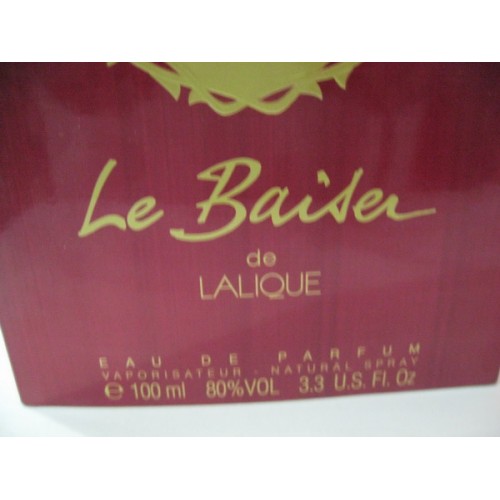 Le Baiser
de
LALIQUE
EAU DE PARFUM
VAPORISATEUR - NATURAL SPRAY
℮ 100 ml 80%VOL 3.3 U.S. Fl. Oz